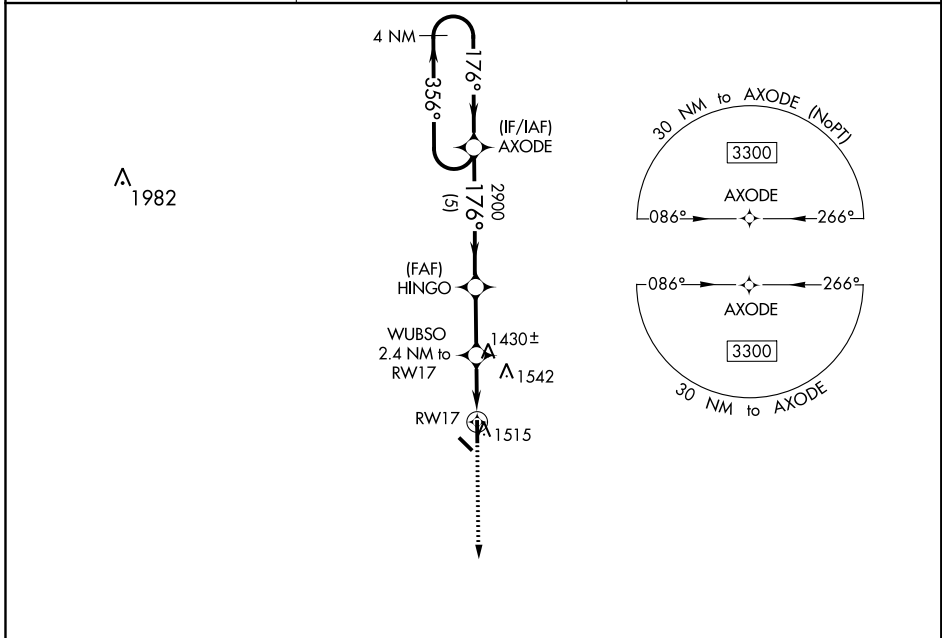 4 NM
176°
356°
(IF/IAF)
AXODE
2900
176°
(5)
1982
(FAF)
HINGO
WUBSO
2.4 NM to
RW17
1430±
1542
RW17
1515
30 NM to AXODE (NoPT)
3300
AXODE
086°
266°
086°
266°
AXODE
3300
30 NM to AXODE